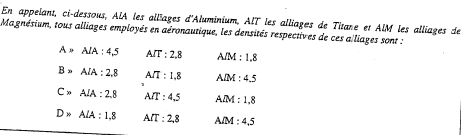 En appelant, ci-dessous, AlA les alliages d'Aluminium, AlT les alliages de Titane et AlM les alliages de
Magnésium, tous alliages employés en aéronautique, les densités respectives de ces alliages sont :
A » AlA : 4,5 AlT : 2,8 AlM : 1,8
B » AlA : 2,8 AlT : 1,8 AlM : 4,5
C » AlA : 2,8 AlT : 4,5 AlM : 1,8
D » AlA : 1,8 AlT : 2,8 AlM : 4,5